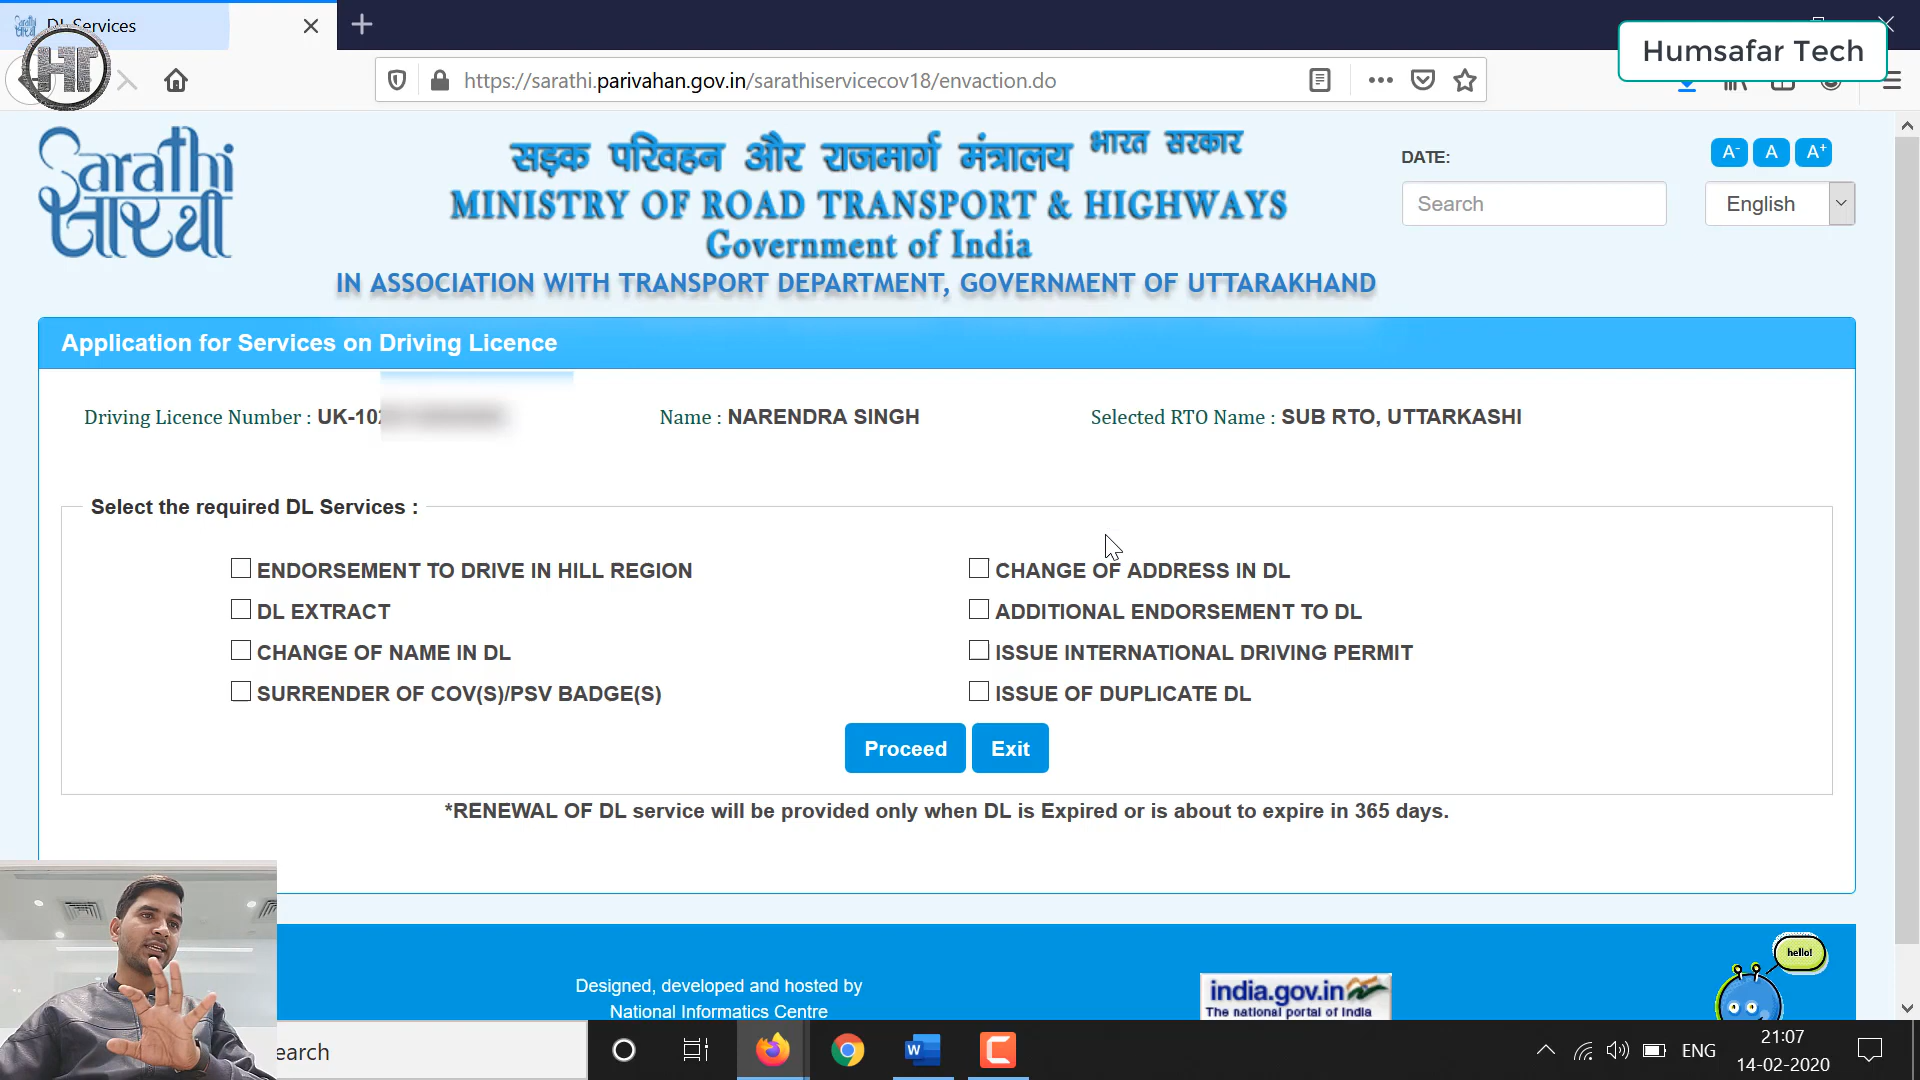 DL Services
HT
Humsafar Tech
https://sarathi.parivahan.gov.in/sarathiservicecov18/envaction.do
Sarathi
सारथी
सड़क परिवहन और राजमार्ग मंत्रालय भारत सरकार
MINISTRY OF ROAD TRANSPORT & HIGHWAYS
Government of India
IN ASSOCIATION WITH TRANSPORT DEPARTMENT, GOVERNMENT OF UTTARAKHAND
DATE:
A- A A+
Search
English
Application for Services on Driving Licence
Driving Licence Number : UK-102 Name : NARENDRA SINGH Selected RTO Name : SUB RTO, UTTARKASHI
Select the required DL Services :
ENDORSEMENT TO DRIVE IN HILL REGION CHANGE OF ADDRESS IN DL
DL EXTRACT ADDITIONAL ENDORSEMENT TO DL
CHANGE OF NAME IN DL ISSUE INTERNATIONAL DRIVING PERMIT
SURRENDER OF COV(S)/PSV BADGE(S) ISSUE OF DUPLICATE DL
Proceed Exit
*RENEWAL OF DL service will be provided only when DL is Expired or is about to expire in 365 days.
hello!
Designed, developed and hosted by
National Informatics Centre
india.gov.in
The national portal of India
earch
W
ENG
21:07
14-02-2020